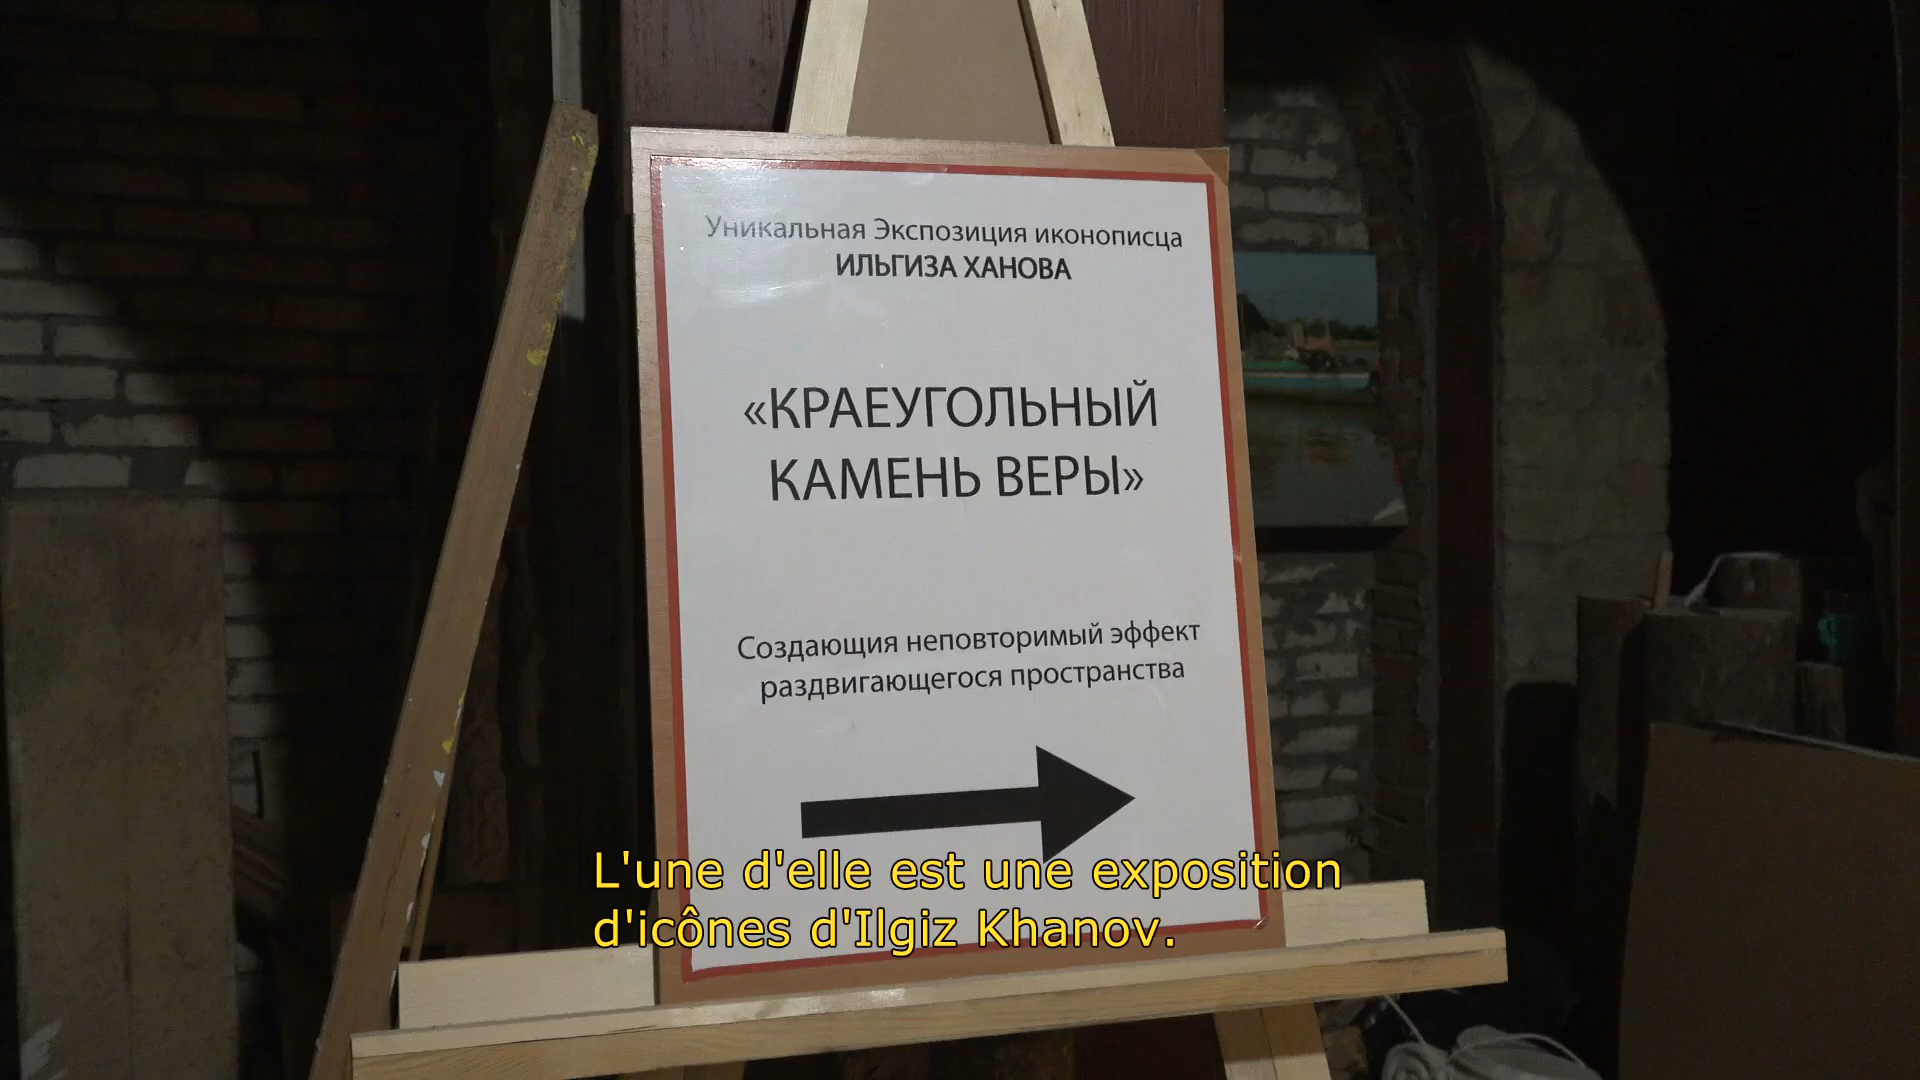 Уникальная Экспозиция иконописца
ИЛЬГИЗА ХАНОВА
«КРАЕУГОЛЬНЫЙ
КАМЕНЬ ВЕРЫ»
Создающия неповторимый эффект
раздвигающегося пространства
L'une d'elle est une exposition
d'icônes d'Ilgiz Khanov.